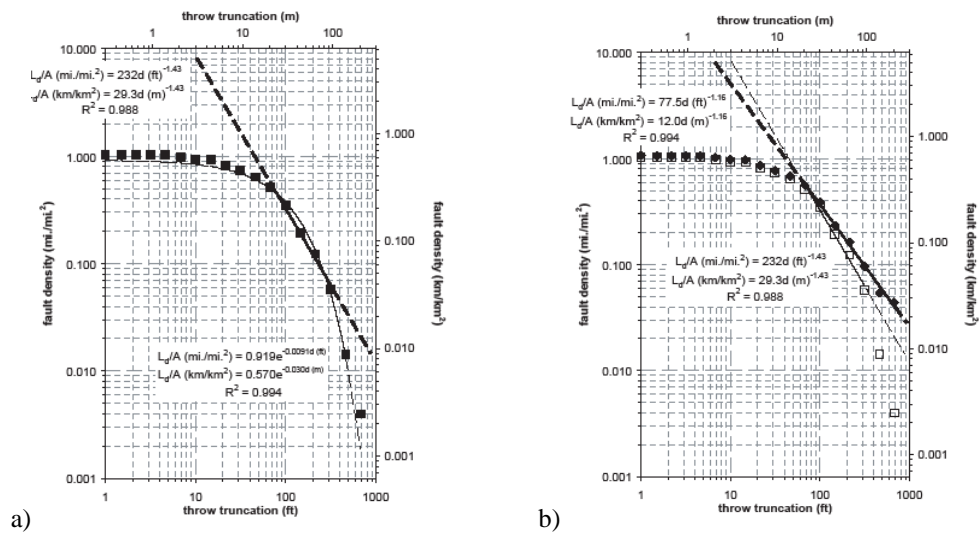 throw truncation (m)
1 10 100
10.000
1.000
0.100
0.010
0.001
fault density (mi./mi.²)
L_d/A (mi./mi.²) = 232d (ft)^-1.43
_d/A (km/km²) = 29.3d (m)^-1.43
R² = 0.988
L_d/A (mi./mi.²) = 0.919e^-0.0091d (ft)
L_d/A (km/km²) = 0.570e^-0.030d (m)
R² = 0.994
1.000
0.100
0.010
0.001
fault density (km/km²)
1 10 100 1000
throw truncation (ft)
a)
throw truncation (m)
1 10 100
10.000
1.000
0.100
0.010
0.001
fault density (mi./mi.²)
L_d/A (mi./mi.²) = 77.5d (ft)^-1.16
L_d/A (km/km²) = 12.0d (m)^-1.16
R² = 0.994
L_d/A (mi./mi.²) = 232d (ft)^-1.43
L_d/A (km/km²) = 29.3d (m)^-1.43
R² = 0.988
1.000
0.100
0.010
0.001
fault density (km/km²)
1 10 100 1000
throw truncation (ft)
b)